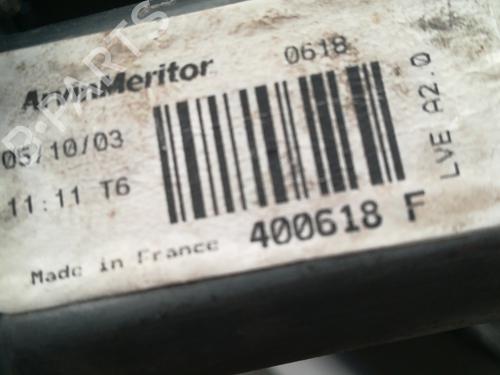 ArvinMeritor
0618
05/10/03
11:11 T6
LVE A2.0
400618 F
Made in France
B-PARTS